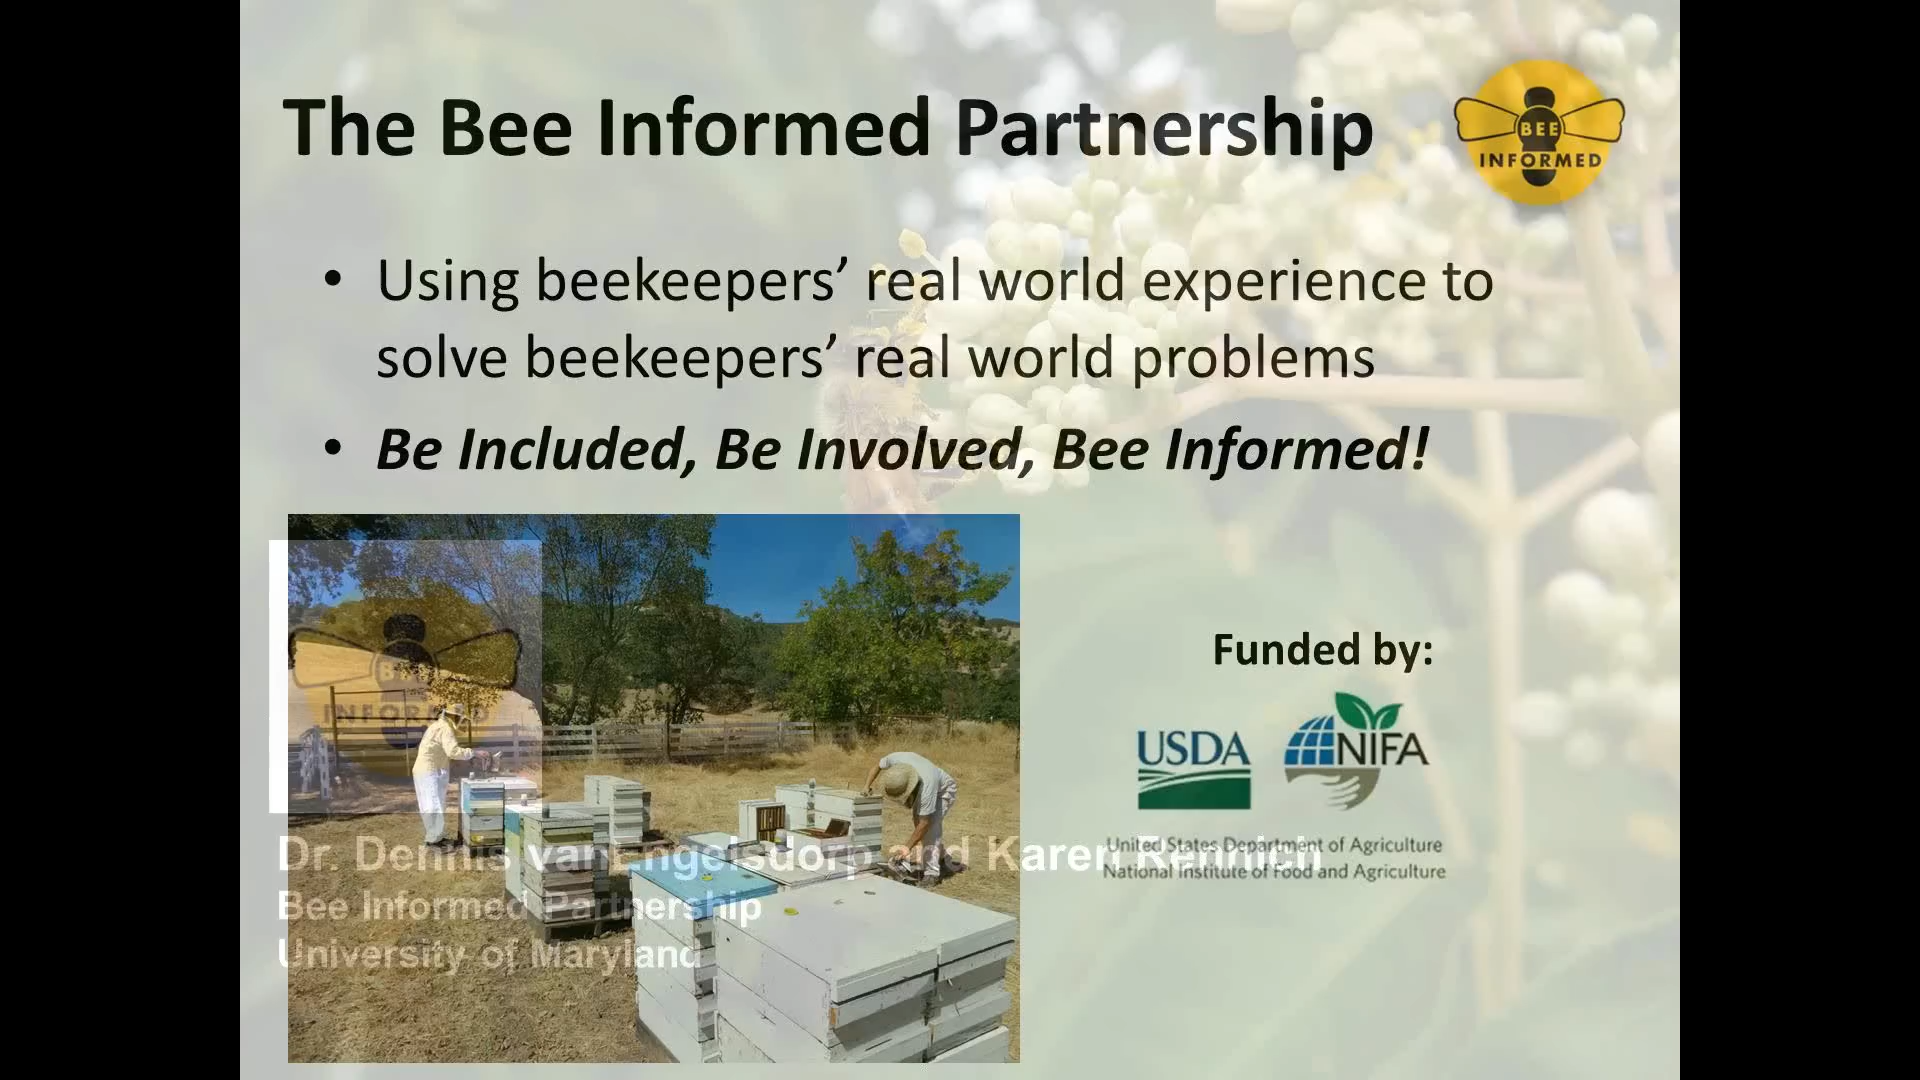 The Bee Informed Partnership
BEE
INFORMED
• Using beekeepers’ real world experience to
solve beekeepers’ real world problems
• Be Included, Be Involved, Bee Informed!
BEE
INFORMED
Funded by:
USDA
NIFA
United States Department of Agriculture
National Institute of Food and Agriculture
Dr. Dennis vanEngelsdorp and Karen Rennich
Bee Informed Partnership
University of Maryland